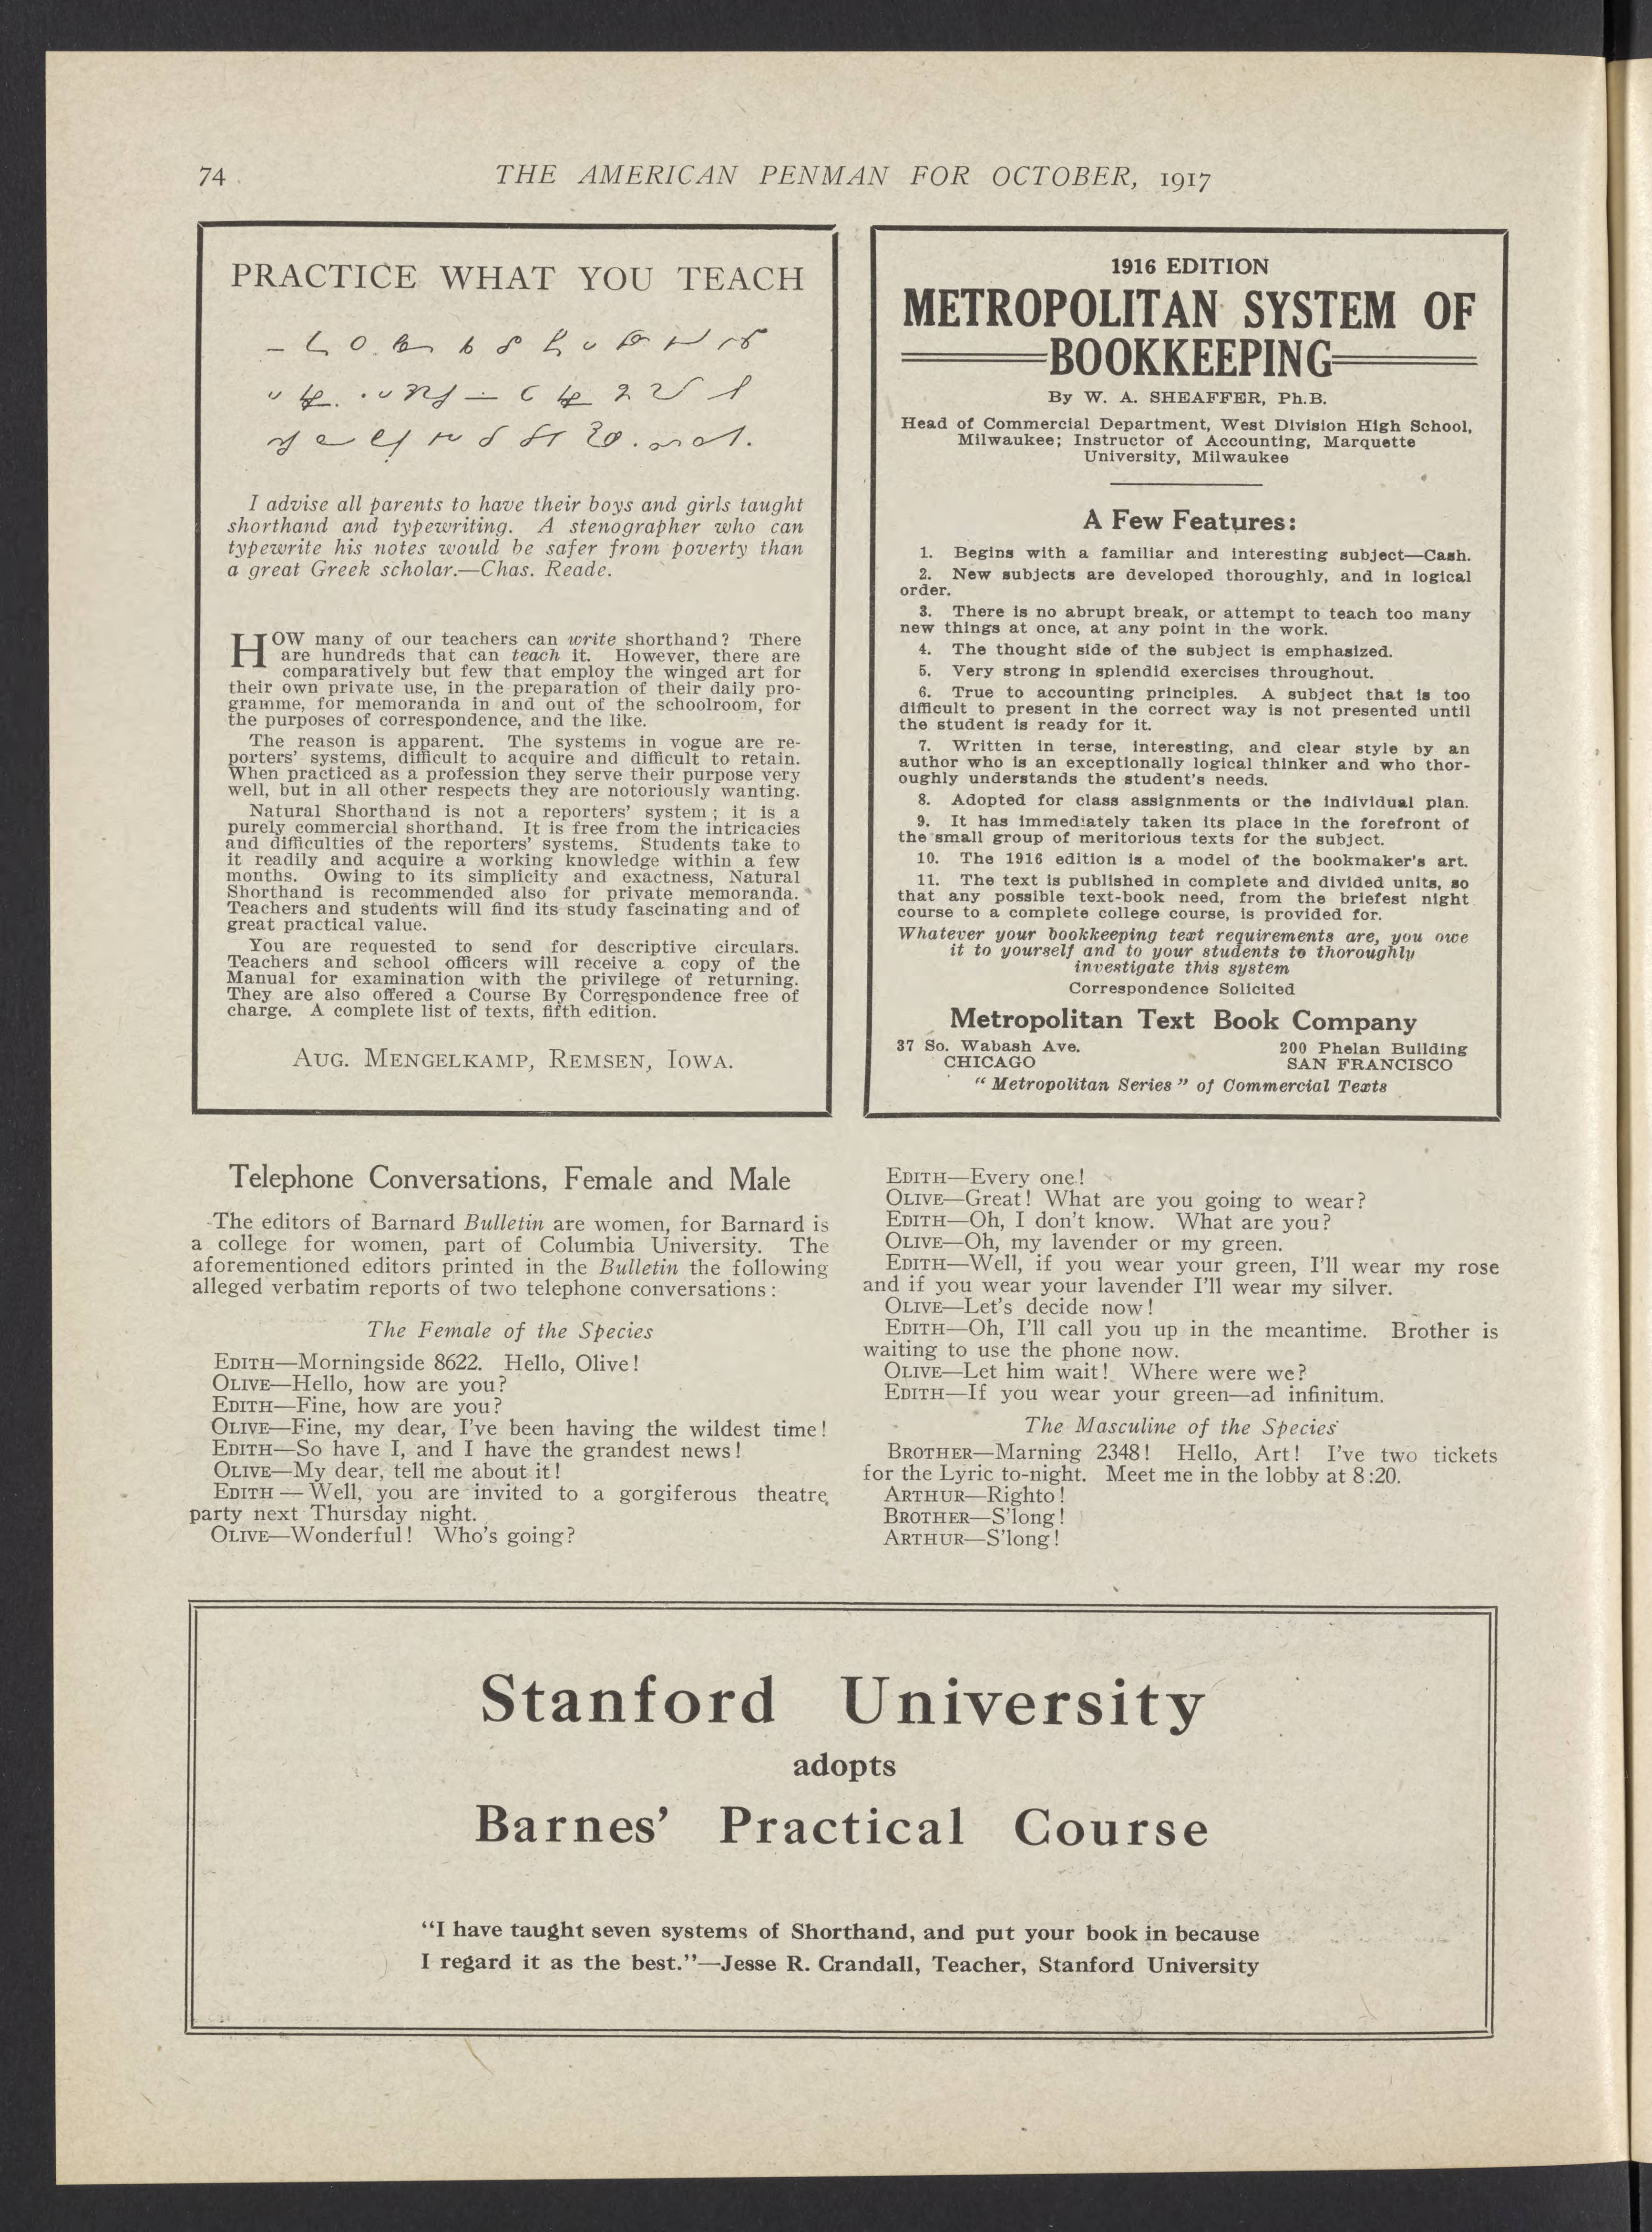 74
THE AMERICAN PENMAN FOR OCTOBER, 1917
PRACTICE WHAT YOU TEACH
I advise all parents to have their boys and girls taught
shorthand and typewriting. A stenographer who can
typewrite his notes would be safer from poverty than
a great Greek scholar.—Chas. Reade.
HOW many of our teachers can write shorthand? There
are hundreds that can teach it. However, there are
comparatively but few that employ the winged art for
their own private use, in the preparation of their daily pro-
gramme, for memoranda in and out of the schoolroom, for
the purposes of correspondence, and the like.
The reason is apparent. The systems in vogue are re-
porters' systems, difficult to acquire and difficult to retain.
When practiced as a profession they serve their purpose very
well, but in all other respects they are notoriously wanting.
Natural Shorthand is not a reporters' system; it is a
purely commercial shorthand. It is free from the intricacies
and difficulties of the reporters' systems. Students take to
it readily and acquire a working knowledge within a few
months. Owing to its simplicity and exactness, Natural
Shorthand is recommended also for private memoranda.
Teachers and students will find its study fascinating and of
great practical value.
You are requested to send for descriptive circulars.
Teachers and school officers will receive a copy of the
Manual for examination with the privilege of returning.
They are also offered a Course By Correspondence free of
charge. A complete list of texts, fifth edition.
AUG. MENGELKAMP, REMSEN, IOWA.
1916 EDITION
METROPOLITAN SYSTEM OF
BOOKKEEPING
By W. A. SHEAFFER, Ph.B.
Head of Commercial Department, West Division High School,
Milwaukee; Instructor of Accounting, Marquette
University, Milwaukee
A Few Features:
1. Begins with a familiar and interesting subject—Cash.
2. New subjects are developed thoroughly, and in logical
order.
3. There is no abrupt break, or attempt to teach too many
new things at once, at any point in the work.
4. The thought side of the subject is emphasized.
5. Very strong in splendid exercises throughout.
6. True to accounting principles. A subject that is too
difficult to present in the correct way is not presented until
the student is ready for it.
7. Written in terse, interesting, and clear style by an
author who is an exceptionally logical thinker and who thor-
oughly understands the student's needs.
8. Adopted for class assignments or the individual plan.
9. It has immediately taken its place in the forefront of
the small group of meritorious texts for the subject.
10. The 1916 edition is a model of the bookmaker's art.
11. The text is published in complete and divided units, so
that any possible text-book need, from the briefest night
course to a complete college course, is provided for.
Whatever your bookkeeping text requirements are, you owe
it to yourself and to your students to thoroughly
investigate this system
Correspondence Solicited
Metropolitan Text Book Company
37 So. Wabash Ave. 200 Phelan Building
CHICAGO SAN FRANCISCO
"Metropolitan Series" of Commercial Texts
Telephone Conversations, Female and Male
The editors of Barnard Bulletin are women, for Barnard is
a college for women, part of Columbia University. The
aforementioned editors printed in the Bulletin the following
alleged verbatim reports of two telephone conversations:
The Female of the Species
EDITH—Morningside 8622. Hello, Olive!
OLIVE—Hello, how are you?
EDITH—Fine, how are you?
OLIVE—Fine, my dear, I've been having the wildest time!
EDITH—So have I, and I have the grandest news!
OLIVE—My dear, tell me about it!
EDITH—Well, you are invited to a gorgiferous theatre
party next Thursday night.
OLIVE—Wonderful! Who's going?
EDITH—Every one!
OLIVE—Great! What are you going to wear?
EDITH—Oh, I don't know. What are you?
OLIVE—Oh, my lavender or my green.
EDITH—Well, if you wear your green, I'll wear my rose
and if you wear your lavender I'll wear my silver.
OLIVE—Let's decide now!
EDITH—Oh, I'll call you up in the meantime. Brother is
waiting to use the phone now.
OLIVE—Let him wait! Where were we?
EDITH—If you wear your green—ad infinitum.
The Masculine of the Species
BROTHER—Marning 2348! Hello, Art! I've two tickets
for the Lyric to-night. Meet me in the lobby at 8:20.
ARTHUR—Righto!
BROTHER—S'long!
ARTHUR—S'long!
Stanford University
adopts
Barnes' Practical Course
"I have taught seven systems of Shorthand, and put your book in because
I regard it as the best."—Jesse R. Crandall, Teacher, Stanford University